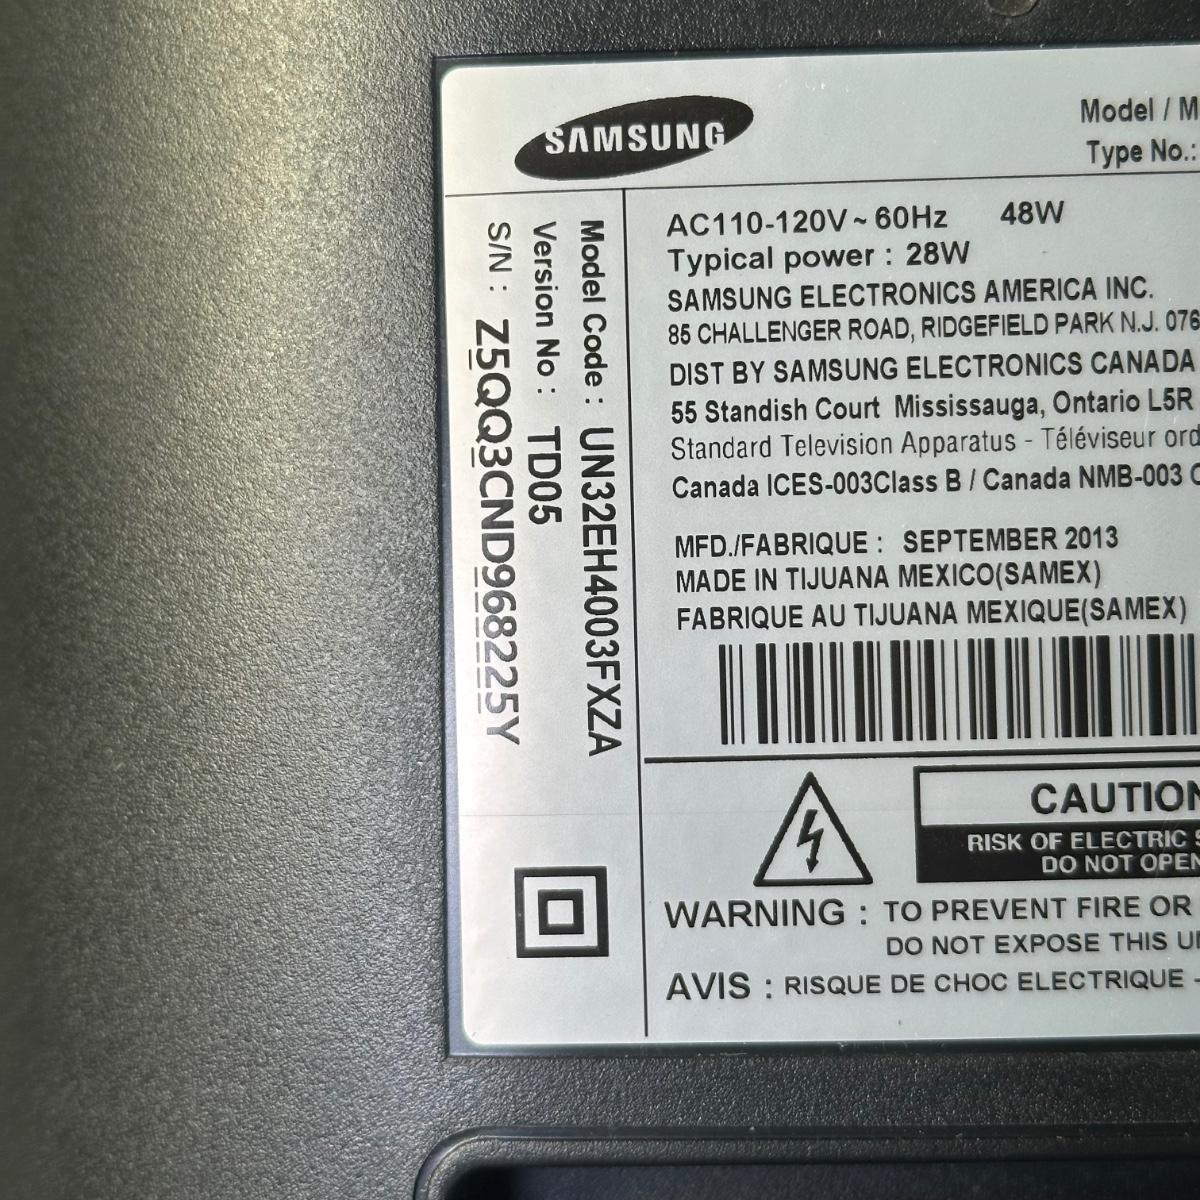 SAMSUNG
Model / M
Type No.:
Model Code : UN32EH4003FXZA
Version No : TD05
S/N : Z5QQ3CND968225Y
AC110-120V ~ 60Hz 48W
Typical power : 28W
SAMSUNG ELECTRONICS AMERICA INC.
85 CHALLENGER ROAD, RIDGEFIELD PARK N.J. 076
DIST BY SAMSUNG ELECTRONICS CANADA
55 Standish Court Mississauga, Ontario L5R
Standard Television Apparatus - Téléviseur ord
Canada ICES-003Class B / Canada NMB-003 C
MFD./FABRIQUE : SEPTEMBER 2013
MADE IN TIJUANA MEXICO(SAMEX)
FABRIQUE AU TIJUANA MEXIQUE(SAMEX)
CAUTION
RISK OF ELECTRIC S
DO NOT OPEN
WARNING : TO PREVENT FIRE OR
DO NOT EXPOSE THIS UN
AVIS : RISQUE DE CHOC ELECTRIQUE -